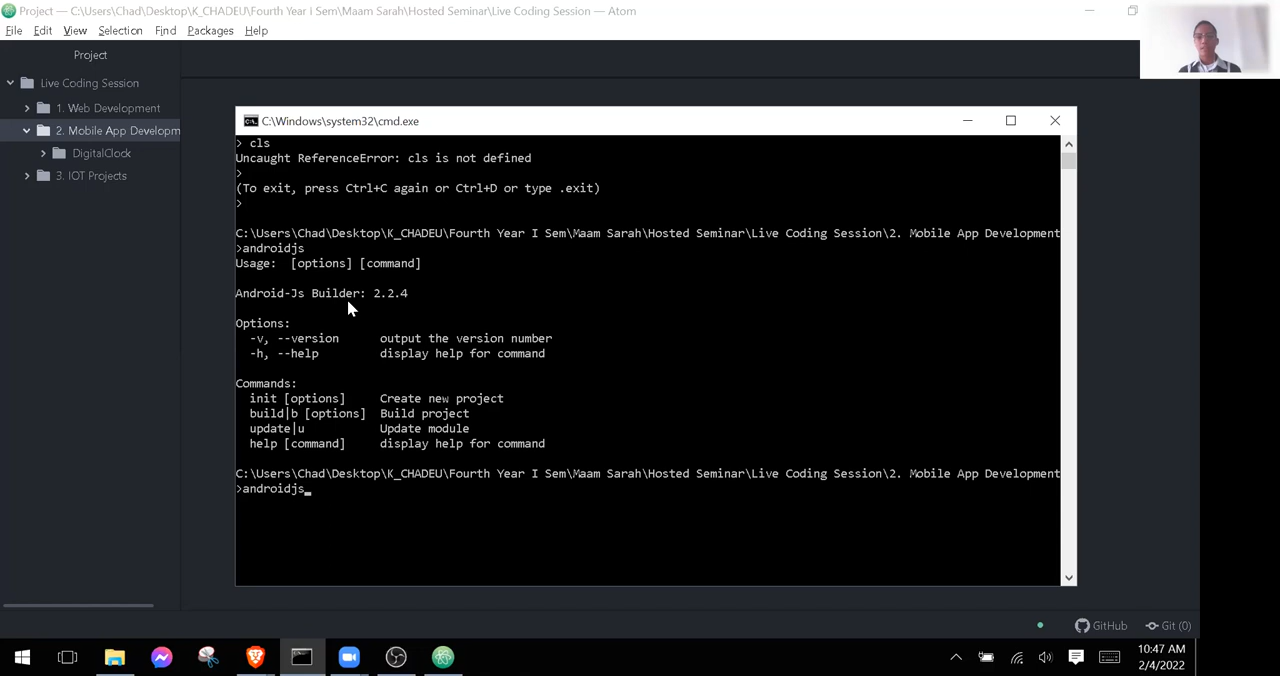 Project — C:\Users\Chad\Desktop\K_CHADEU\Fourth Year I Sem\Maam Sarah\Hosted Seminar\Live Coding Session — Atom
File Edit View Selection Find Packages Help
Project
Live Coding Session
1. Web Development
2. Mobile App Developm
DigitalClock
3. IOT Projects
C:\Windows\system32\cmd.exe
> cls
Uncaught ReferenceError: cls is not defined
>
(To exit, press Ctrl+C again or Ctrl+D or type .exit)
>
C:\Users\Chad\Desktop\K_CHADEU\Fourth Year I Sem\Maam Sarah\Hosted Seminar\Live Coding Session\2. Mobile App Development
>androidjs
Usage:  [options] [command]
Android-Js Builder: 2.2.4
Options:
-v, --version output the version number
-h, --help display help for command
Commands:
init [options] Create new project
build|b [options] Build project
update|u Update module
help [command] display help for command
C:\Users\Chad\Desktop\K_CHADEU\Fourth Year I Sem\Maam Sarah\Hosted Seminar\Live Coding Session\2. Mobile App Development
>androidjs_
GitHub Git (0)
10:47 AM
2/4/2022